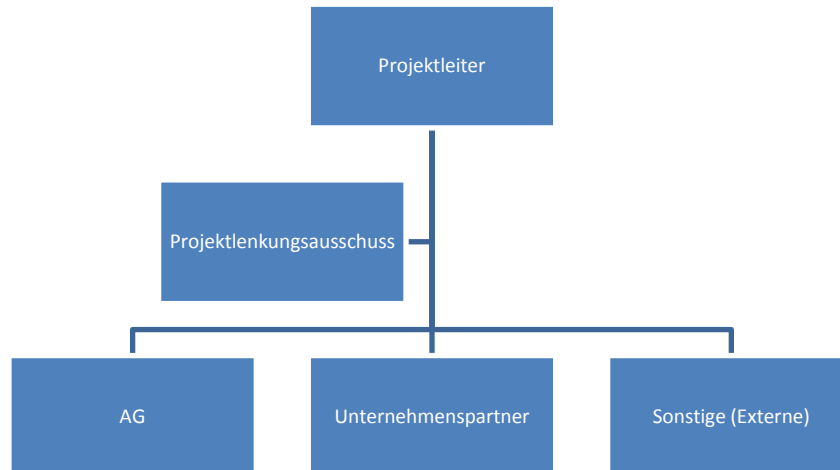 Projektleiter
Projektlenkungsausschuss
AG
Unternehmenspartner
Sonstige (Externe)